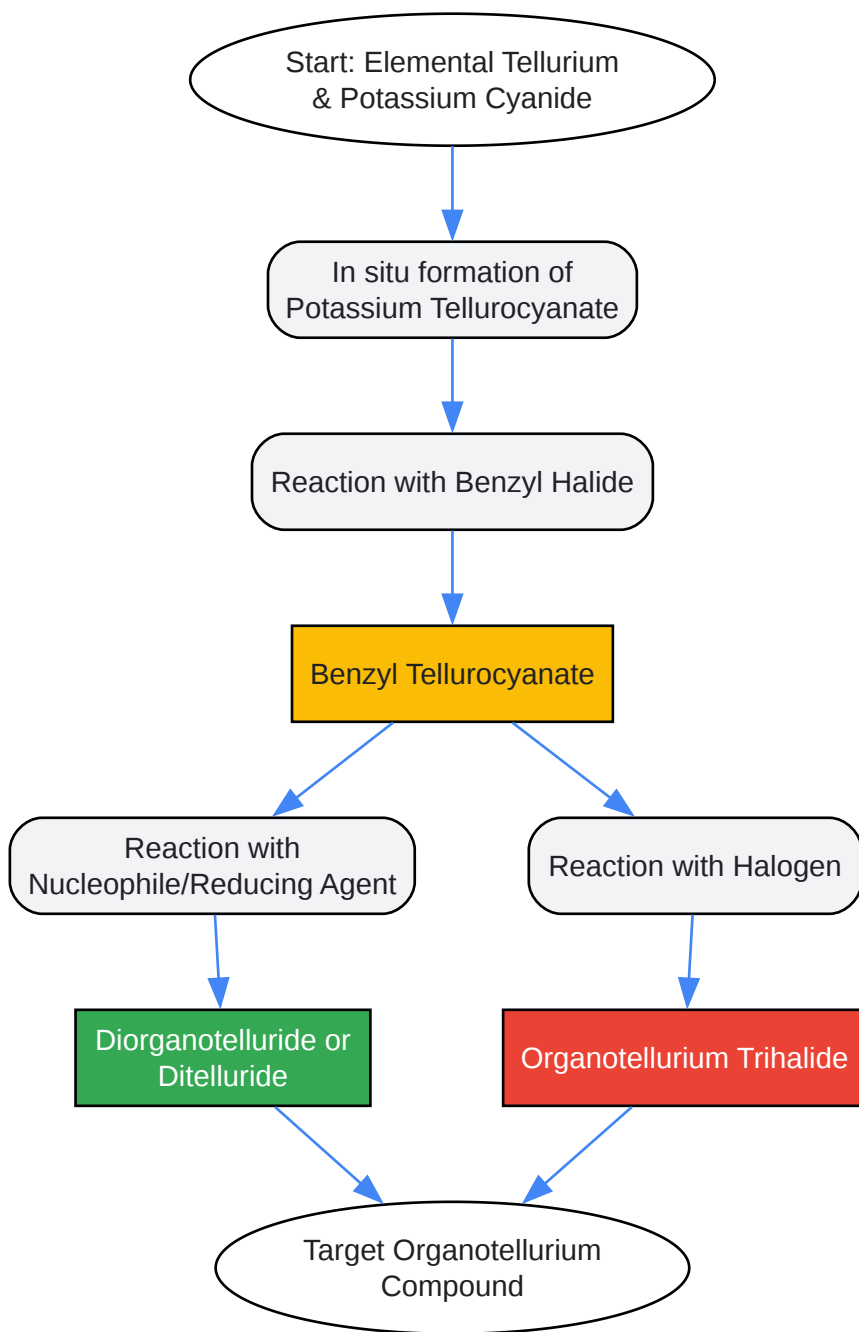 Start: Elemental Tellurium
& Potassium Cyanide
In situ formation of
Potassium Tellurocyanate
Reaction with Benzyl Halide
Benzyl Tellurocyanate
Reaction with
Nucleophile/Reducing Agent
Reaction with Halogen
Diorganotelluride or
Ditelluride
Organotellurium Trihalide
Target Organotellurium
Compound